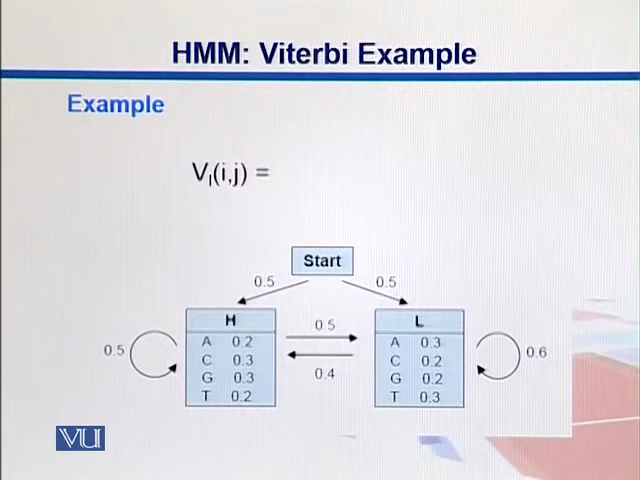 HMM: Viterbi Example
Example
V_l(i,j) =
Start
0.5 0.5
H
A 0.2
C 0.3
G 0.3
T 0.2
L
A 0.3
C 0.2
G 0.2
T 0.3
0.5
0.5
0.4
0.6
VU